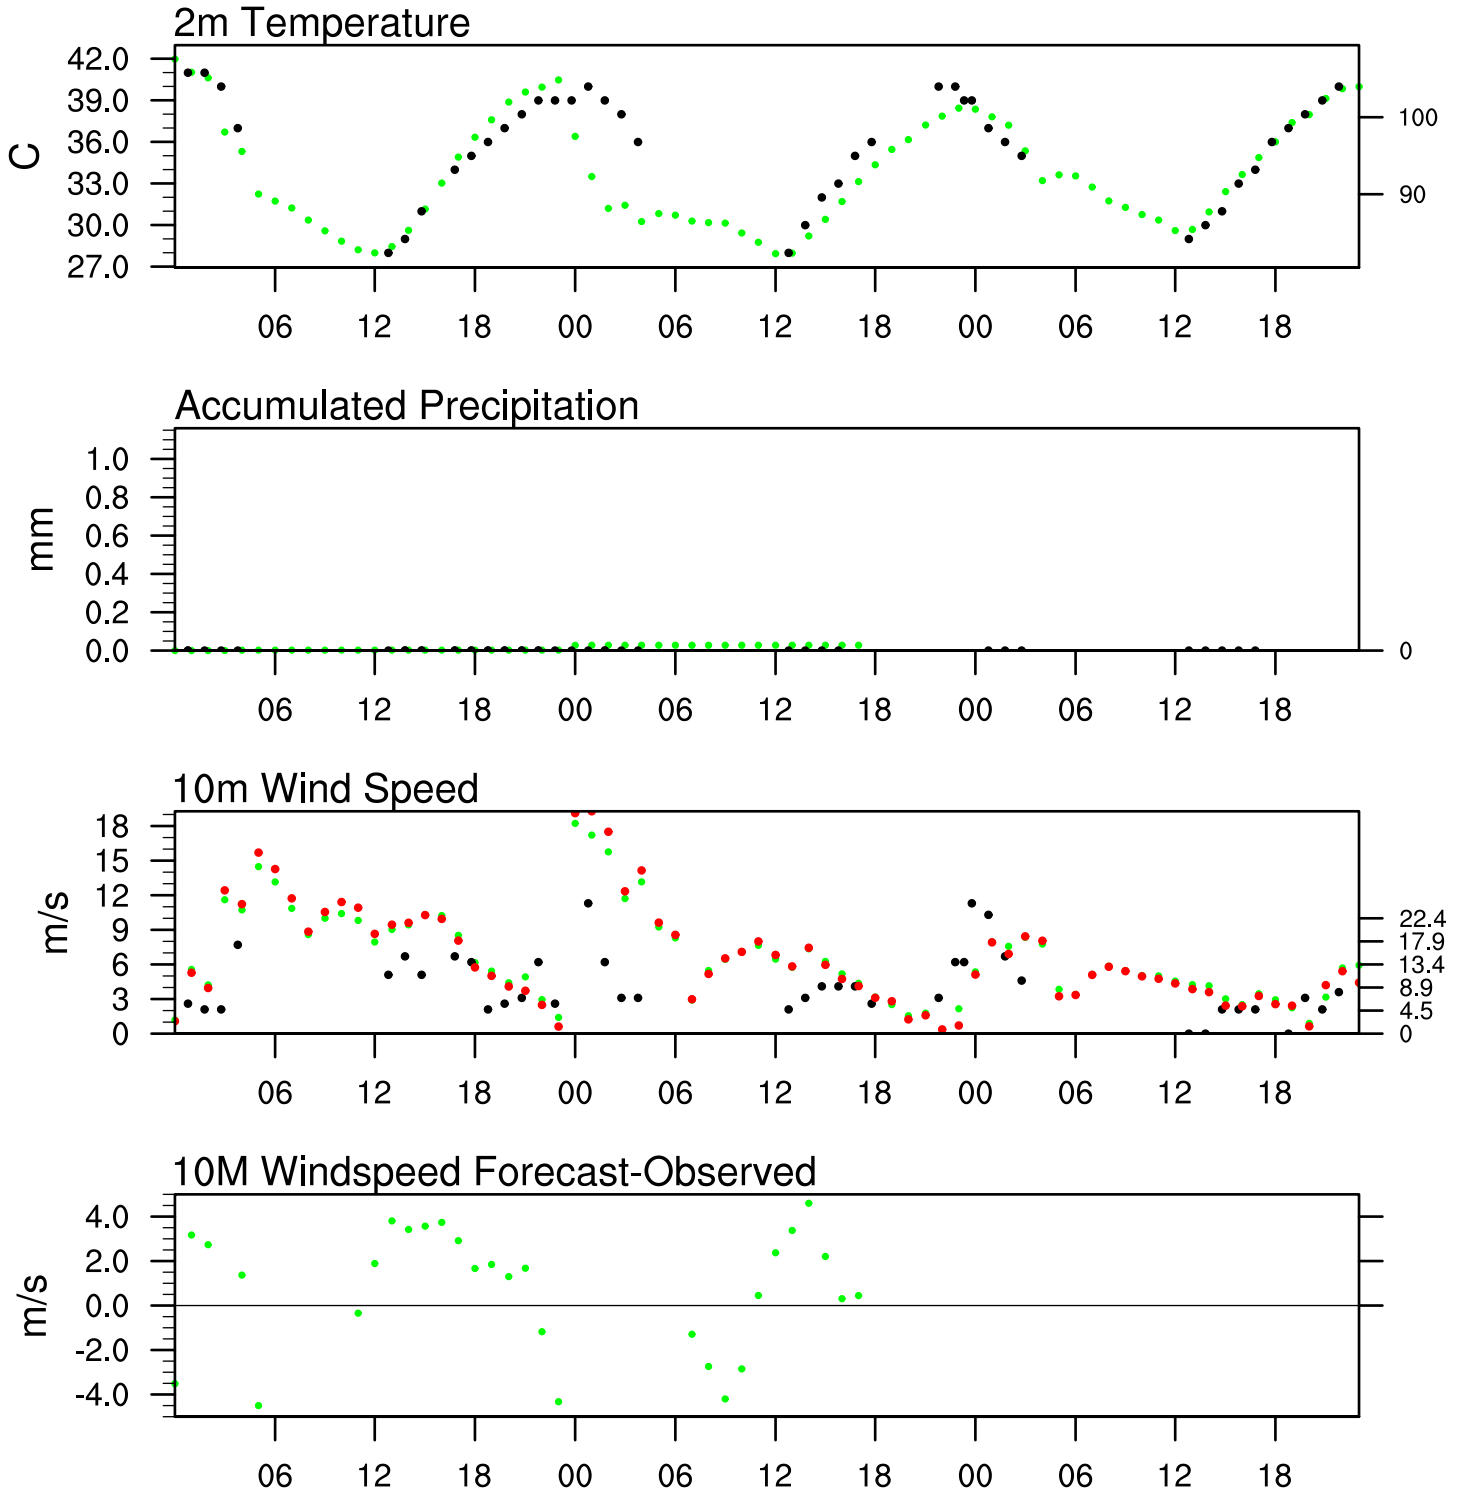 2m Temperature
42.0
39.0
36.0
33.0
30.0
27.0
C
100
90
06 12 18 00 06 12 18 00 06 12 18
Accumulated Precipitation
1.0
0.8
0.6
0.4
0.2
0.0
mm
0
06 12 18 00 06 12 18 00 06 12 18
10m Wind Speed
18
15
12
9
6
3
0
m/s
22.4
17.9
13.4
8.9
4.5
0
06 12 18 00 06 12 18 00 06 12 18
10M Windspeed Forecast-Observed
4.0
2.0
0.0
-2.0
-4.0
m/s
06 12 18 00 06 12 18 00 06 12 18